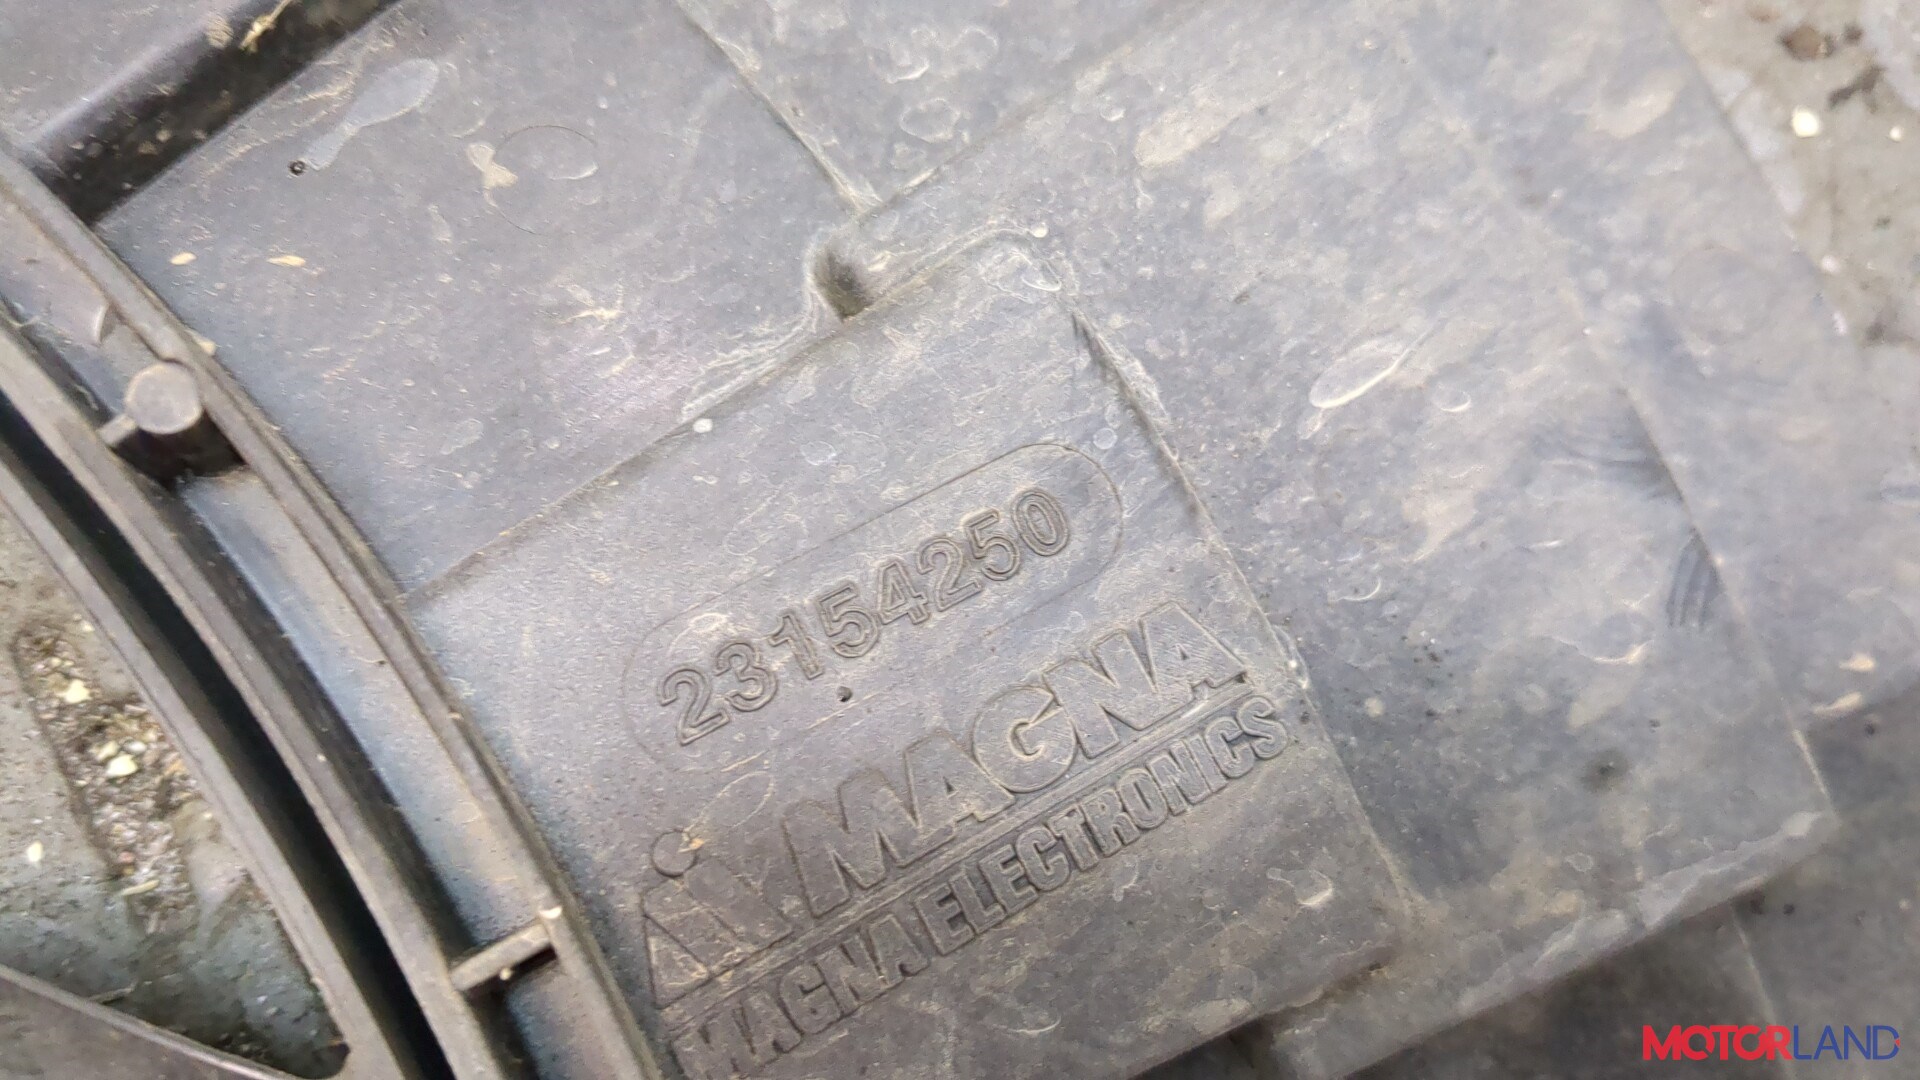 23154250
MAGNA
MAGNA ELECTRONICS
MOTORLAND